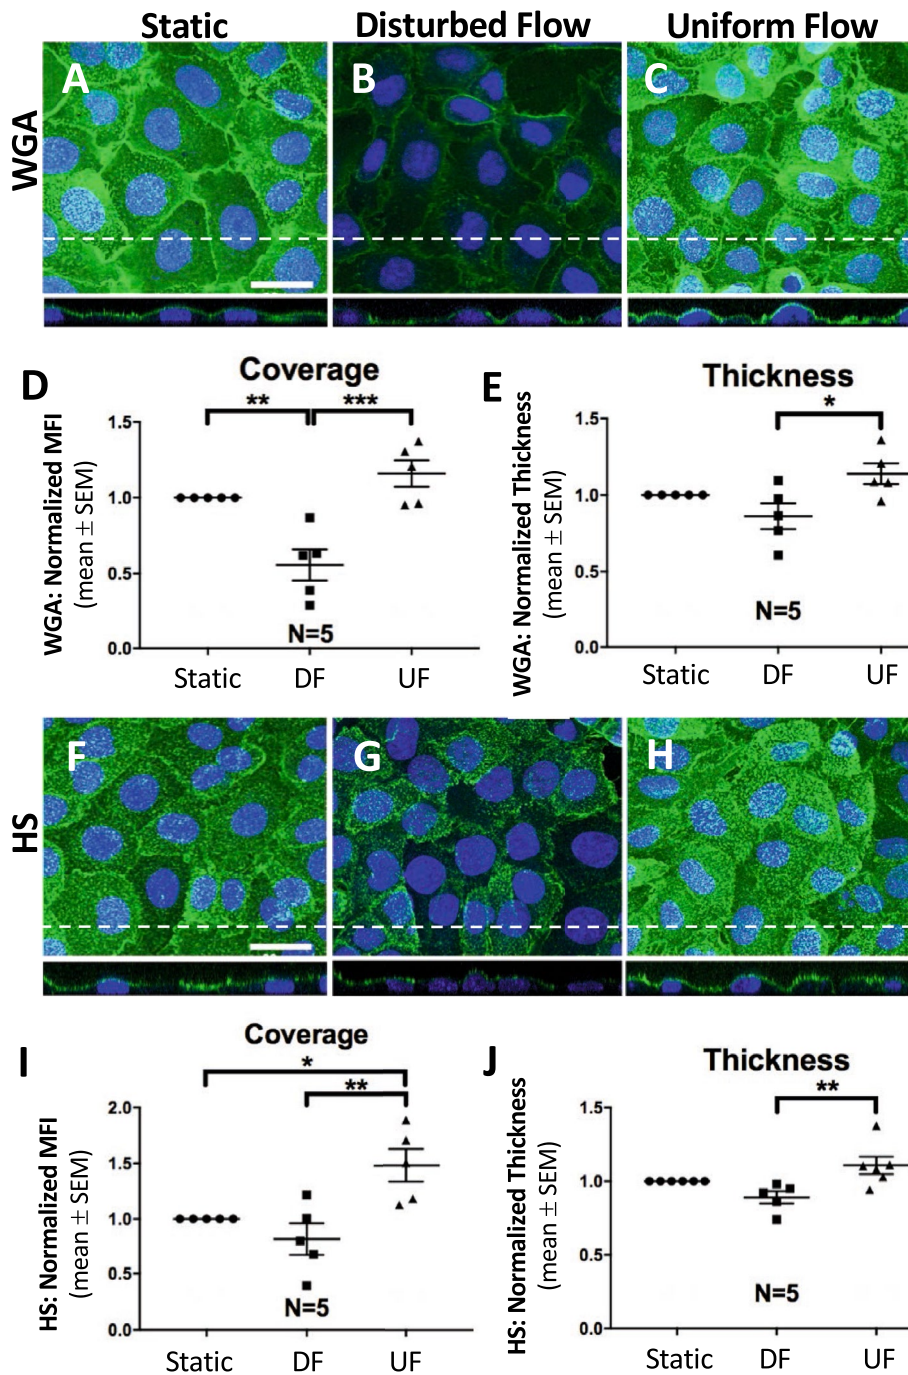 Static Disturbed Flow Uniform Flow
WGA
A B C
D
Coverage
** ***
WGA: Normalized MFI
(mean ± SEM)
1.5
1.0
0.5
0.0
N=5
Static DF UF
E
Thickness
*
WGA: Normalized Thickness
(mean ± SEM)
1.5
1.0
0.5
0.0
N=5
Static DF UF
HS
F G H
I
Coverage
*
**
HS: Normalized MFI
(mean ± SEM)
2.0
1.5
1.0
0.5
0.0
N=5
Static DF UF
J
Thickness
**
HS: Normalized Thickness
(mean ± SEM)
1.5
1.0
0.5
0.0
N=5
Static DF UF